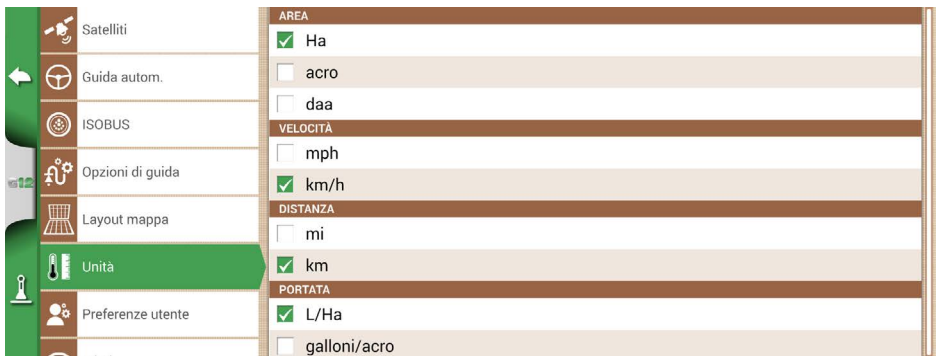 Satelliti
Guida autom.
ISOBUS
Opzioni di guida
Layout mappa
Unità
Preferenze utente
AREA
Ha
acro
daa
VELOCITÀ
mph
km/h
DISTANZA
mi
km
PORTATA
L/Ha
galloni/acro